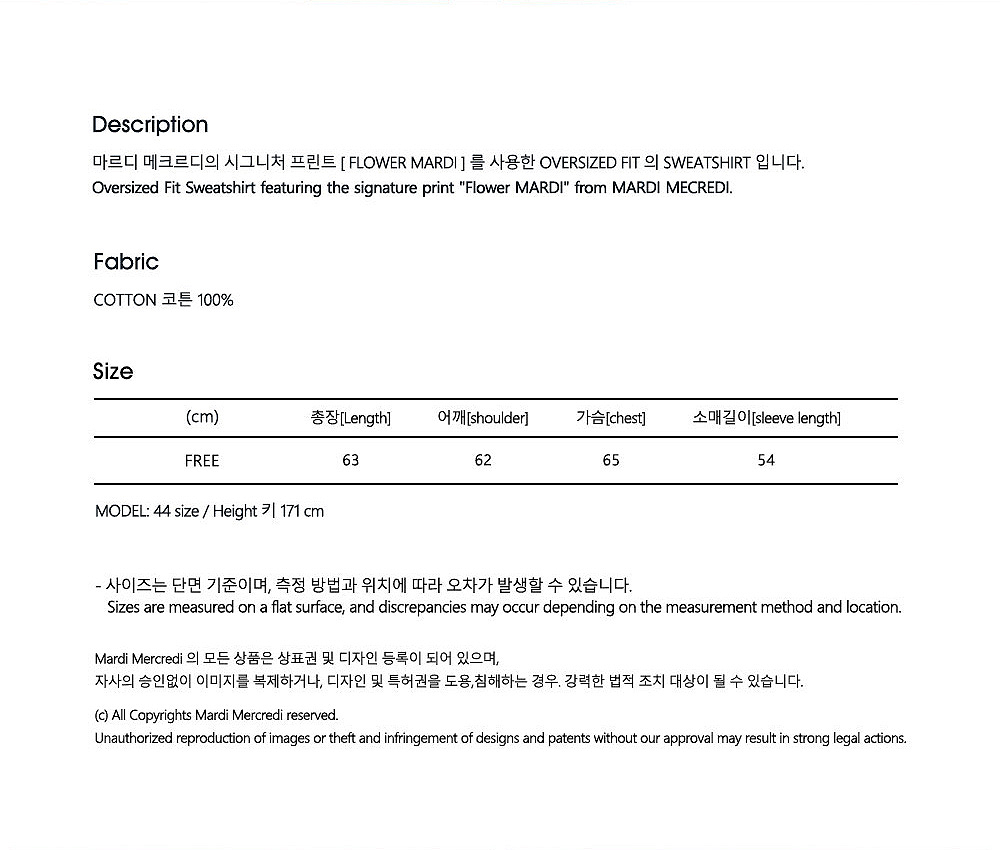 Description
마르디 메크르디의 시그니처 프린트 [ FLOWER MARDI ] 를 사용한 OVERSIZED FIT 의 SWEATSHIRT 입니다.
Oversized Fit Sweatshirt featuring the signature print "Flower MARDI" from MARDI MECREDI.
Fabric
COTTON 코튼 100%
Size
(cm) 총장[Length] 어깨[shoulder] 가슴[chest] 소매길이[sleeve length]
FREE 63 62 65 54
MODEL: 44 size / Height 키 171 cm
- 사이즈는 단면 기준이며, 측정 방법과 위치에 따라 오차가 발생할 수 있습니다.
Sizes are measured on a flat surface, and discrepancies may occur depending on the measurement method and location.
Mardi Mercredi 의 모든 상품은 상표권 및 디자인 등록이 되어 있으며,
자사의 승인없이 이미지를 복제하거나, 디자인 및 특허권을 도용,침해하는 경우. 강력한 법적 조치 대상이 될 수 있습니다.
(c) All Copyrights Mardi Mercredi reserved.
Unauthorized reproduction of images or theft and infringement of designs and patents without our approval may result in strong legal actions.